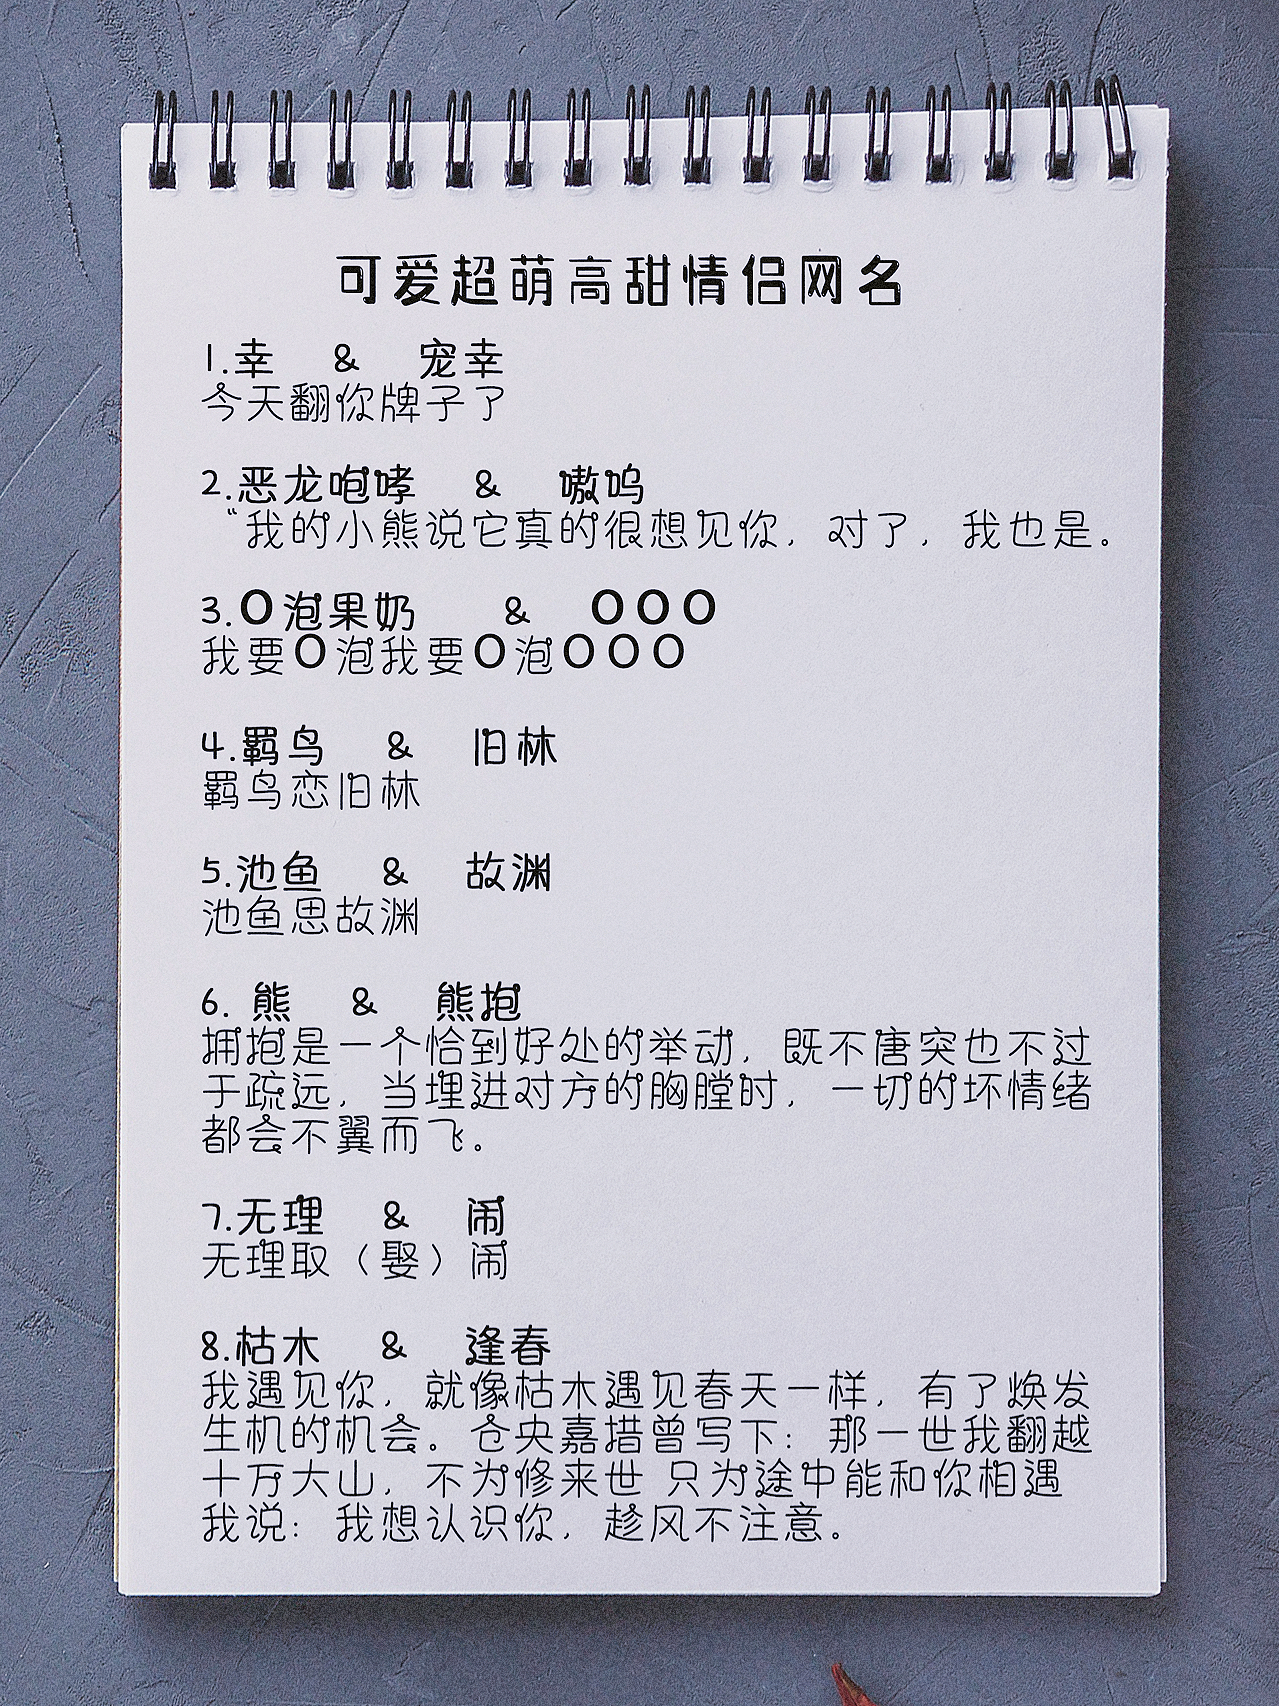 可爱超萌高甜情侣网名
1.幸 & 宠幸
今天翻你牌子了
2.恶龙咆哮 & 嗷呜
“我的小熊说它真的很想见你，对了，我也是。
3.O泡果奶 & OOO
我要O泡我要O泡OOO
4.羁鸟 & 旧林
羁鸟恋旧林
5.池鱼 & 故渊
池鱼思故渊
6. 熊 & 熊抱
拥抱是一个恰到好处的举动，既不唐突也不过
于疏远，当埋进对方的胸膛时，一切的坏情绪
都会不翼而飞。
7.无理 & 闹
无理取（娶）闹
8.枯木 & 逢春
我遇见你，就像枯木遇见春天一样，有了焕发
生机的机会。仓央嘉措曾写下：那一世我翻越
十万大山，不为修来世 只为途中能和你相遇
我说：我想认识你，趁风不注意。